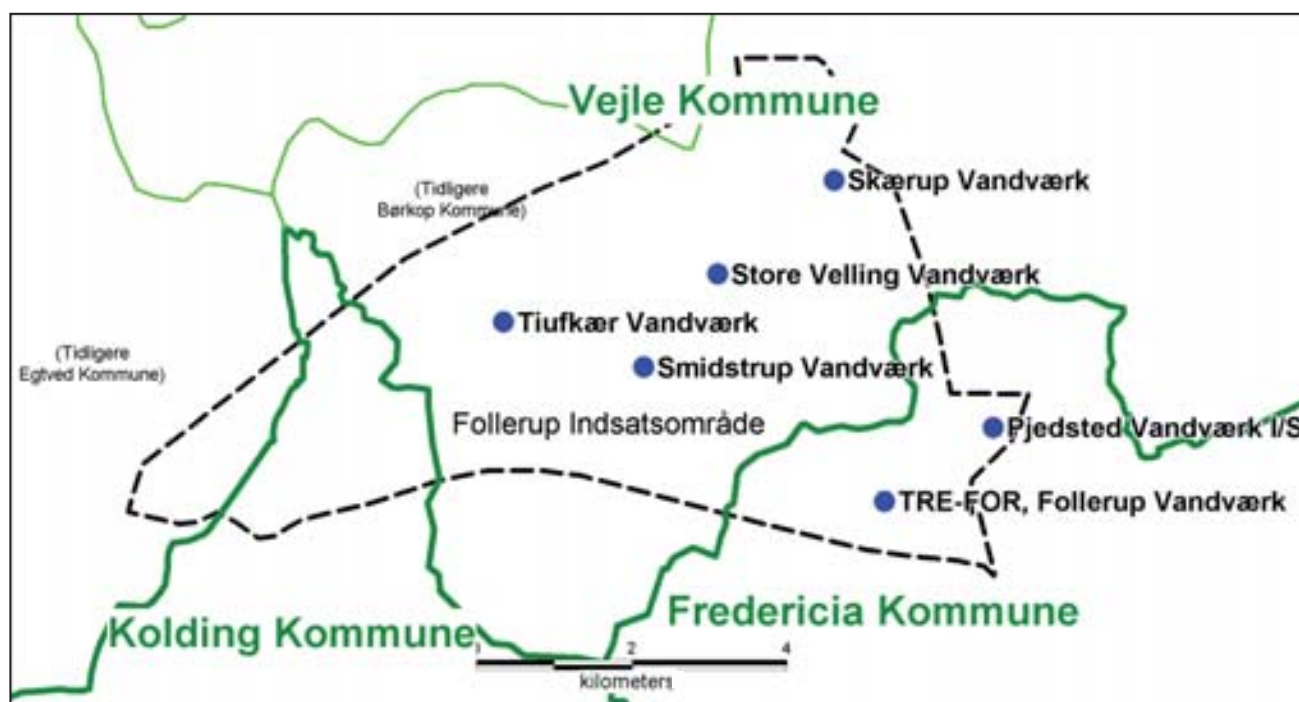 Vejle Kommune
Skærup Vandværk
(Tidligere
Børkop Kommune)
Store Velling Vandværk
Tiufkær Vandværk
(Tidligere
Egtved Kommune)
Smidstrup Vandværk
Follerup Indsatsområde
Pjedsted Vandværk I/S
TRE-FOR, Follerup Vandværk
Fredericia Kommune
Kolding Kommune
0 2 4
kilometers